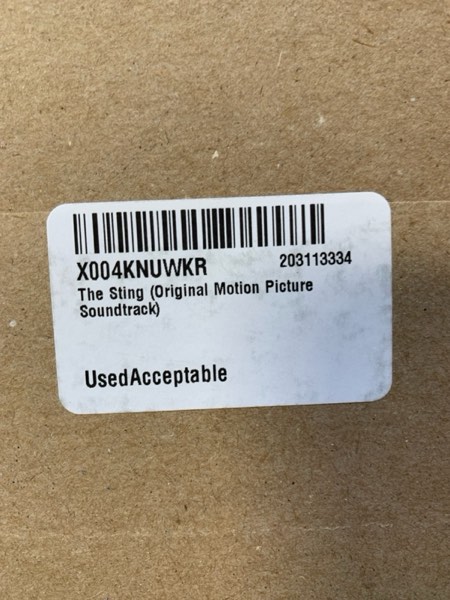 X004KNUWKR 203113334
The Sting (Original Motion Picture
Soundtrack)
UsedAcceptable